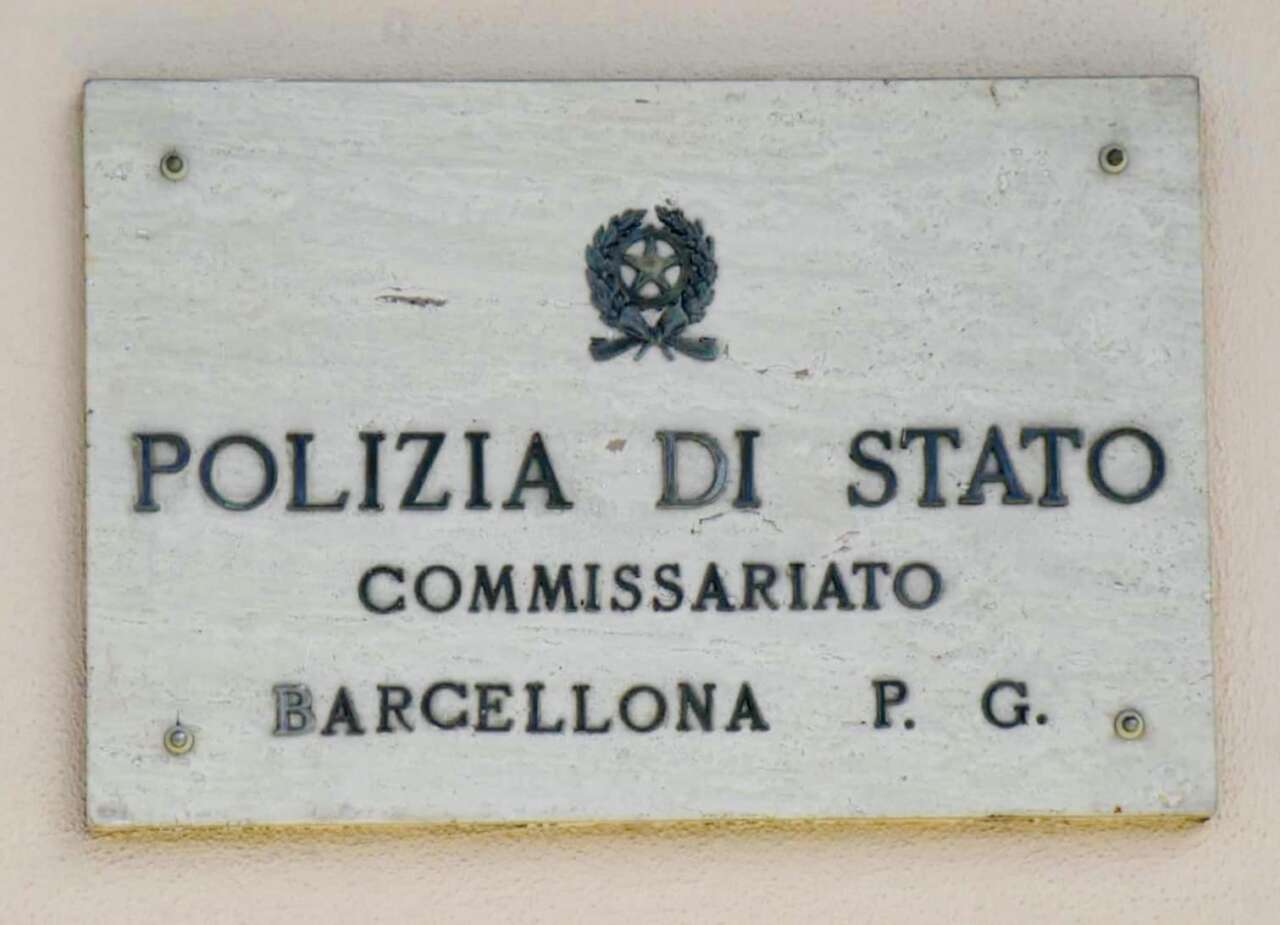 POLIZIA DI STATO
COMMISSARIATO
BARCELLONA P. G.